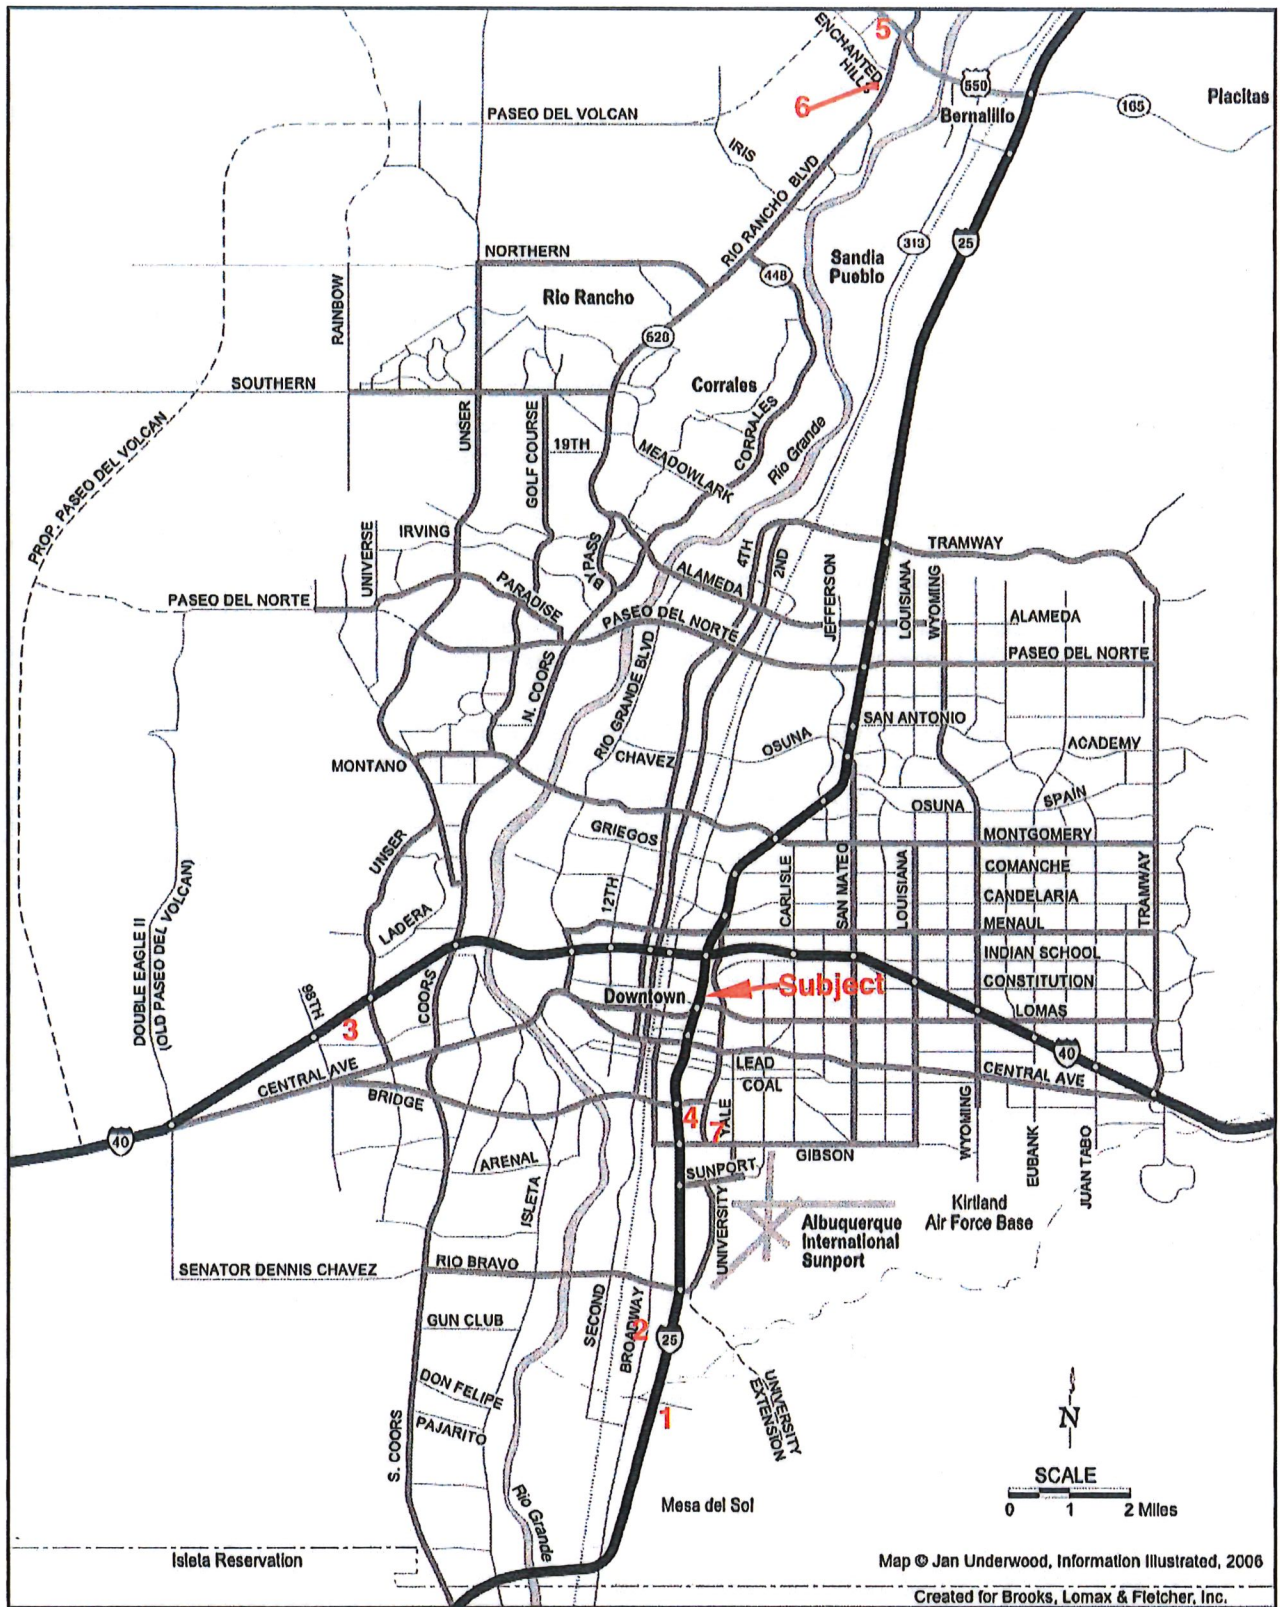 5
ENCHANTED
HILLS
6
550
165
Placitas
Bernalillo
PASEO DEL VOLCAN
IRIS
RIO RANCHO BLVD
313
25
Sandia
Pueblo
NORTHERN
448
RAINBOW
Rio Rancho
528
SOUTHERN
Corrales
UNSER
GOLF COURSE
19TH
CORRALES
Rio Grande
MEADOWLARK
PROP. PASEO DEL VOLCAN
UNIVERSE
IRVING
BYPASS
4TH
2ND
TRAMWAY
ALAMEDA
JEFFERSON
LOUISIANA
WYOMING
PARADISE
PASEO DEL NORTE
PASEO DEL NORTE
ALAMEDA
PASEO DEL NORTE
N. COORS
RIO GRANDE BLVD
SAN ANTONIO
OSUNA
ACADEMY
CHAVEZ
MONTANO
OSUNA
SPAIN
GRIEGOS
MONTGOMERY
UNSER
COMANCHE
CARLISLE
SAN MATEO
LOUISIANA
TRAMWAY
12TH
CANDELARIA
LADERA
MENAUL
DOUBLE EAGLE II
(OLD PASEO DEL VOLCAN)
INDIAN SCHOOL
CONSTITUTION
98TH
COORS
Downtown
Subject
LOMAS
3
40
CENTRAL AVE
LEAD
COAL
CENTRAL AVE
BRIDGE
4
7
YALE
WYOMING
EUBANK
JUAN TABO
40
GIBSON
ARENAL
SUNPORT
ISLETA
UNIVERSITY
Albuquerque
International
Sunport
Kirtland
Air Force Base
SENATOR DENNIS CHAVEZ
RIO BRAVO
SECOND
BROADWAY
2
25
GUN CLUB
DON FELIPE
PAJARITO
1
UNIVERSITY
EXTENSION
S. COORS
N
Rio Grande
Mesa del Sol
SCALE
0 1 2 Miles
Isleta Reservation
Map © Jan Underwood, Information Illustrated, 2006
Created for Brooks, Lomax & Fletcher, Inc.